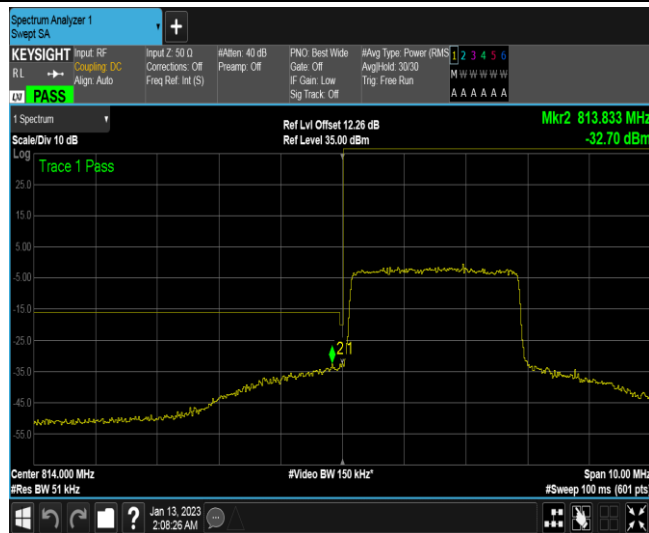 Spectrum Analyzer 1
Swept SA
KEYSIGHT
Input: RF
Coupling: DC
Align: Auto
RL
LXI
PASS
Input Z: 50 Ω
Corrections: Off
Freq Ref: Int (S)
#Atten: 40 dB
Preamp: Off
PNO: Best Wide
Gate: Off
IF Gain: Low
Sig Track: Off
#Avg Type: Power (RMS
Avg|Hold: 30/30
Trig: Free Run
1 2 3 4 5 6
M W W W W W
A A A A A A
1 Spectrum
Scale/Div 10 dB
Ref Lvl Offset 12.26 dB
Ref Level 35.00 dBm
Mkr2 813.833 MHz
-32.70 dBm
Log
Trace 1 Pass
25.0
15.0
5.00
-5.00
-15.0
-25.0
-35.0
-45.0
-55.0
2
1
Center 814.000 MHz
#Res BW 51 kHz
#Video BW 150 kHz*
Span 10.00 MHz
#Sweep 100 ms (601 pts)
?
Jan 13, 2023
2:08:26 AM